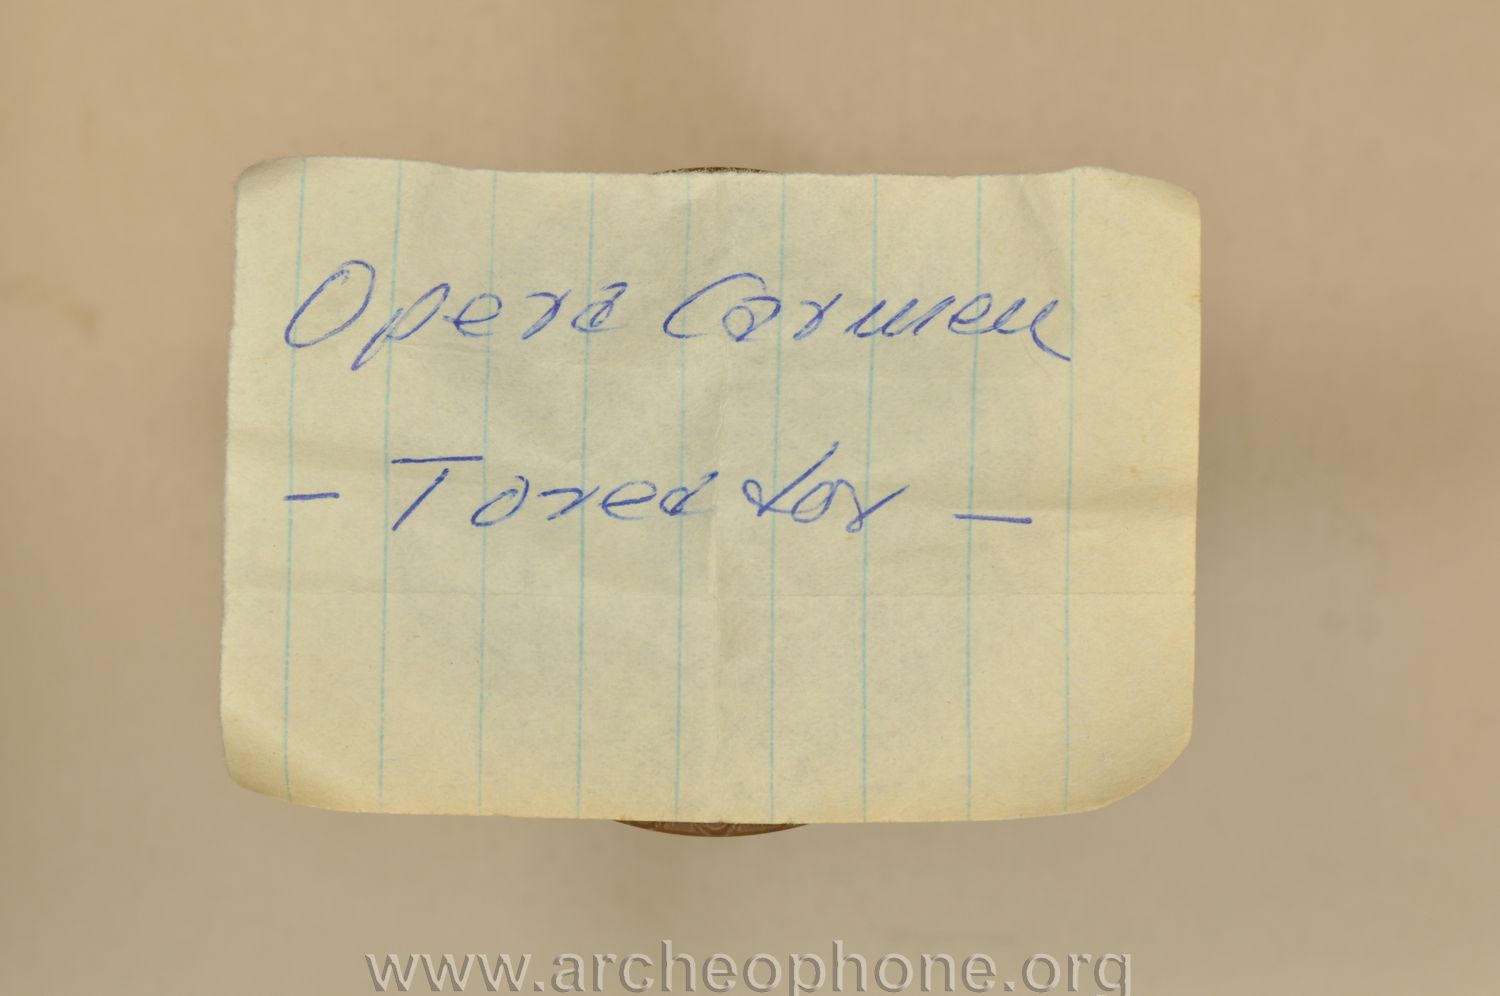 Opera Carmen
- Toreador -
www.archeophone.org